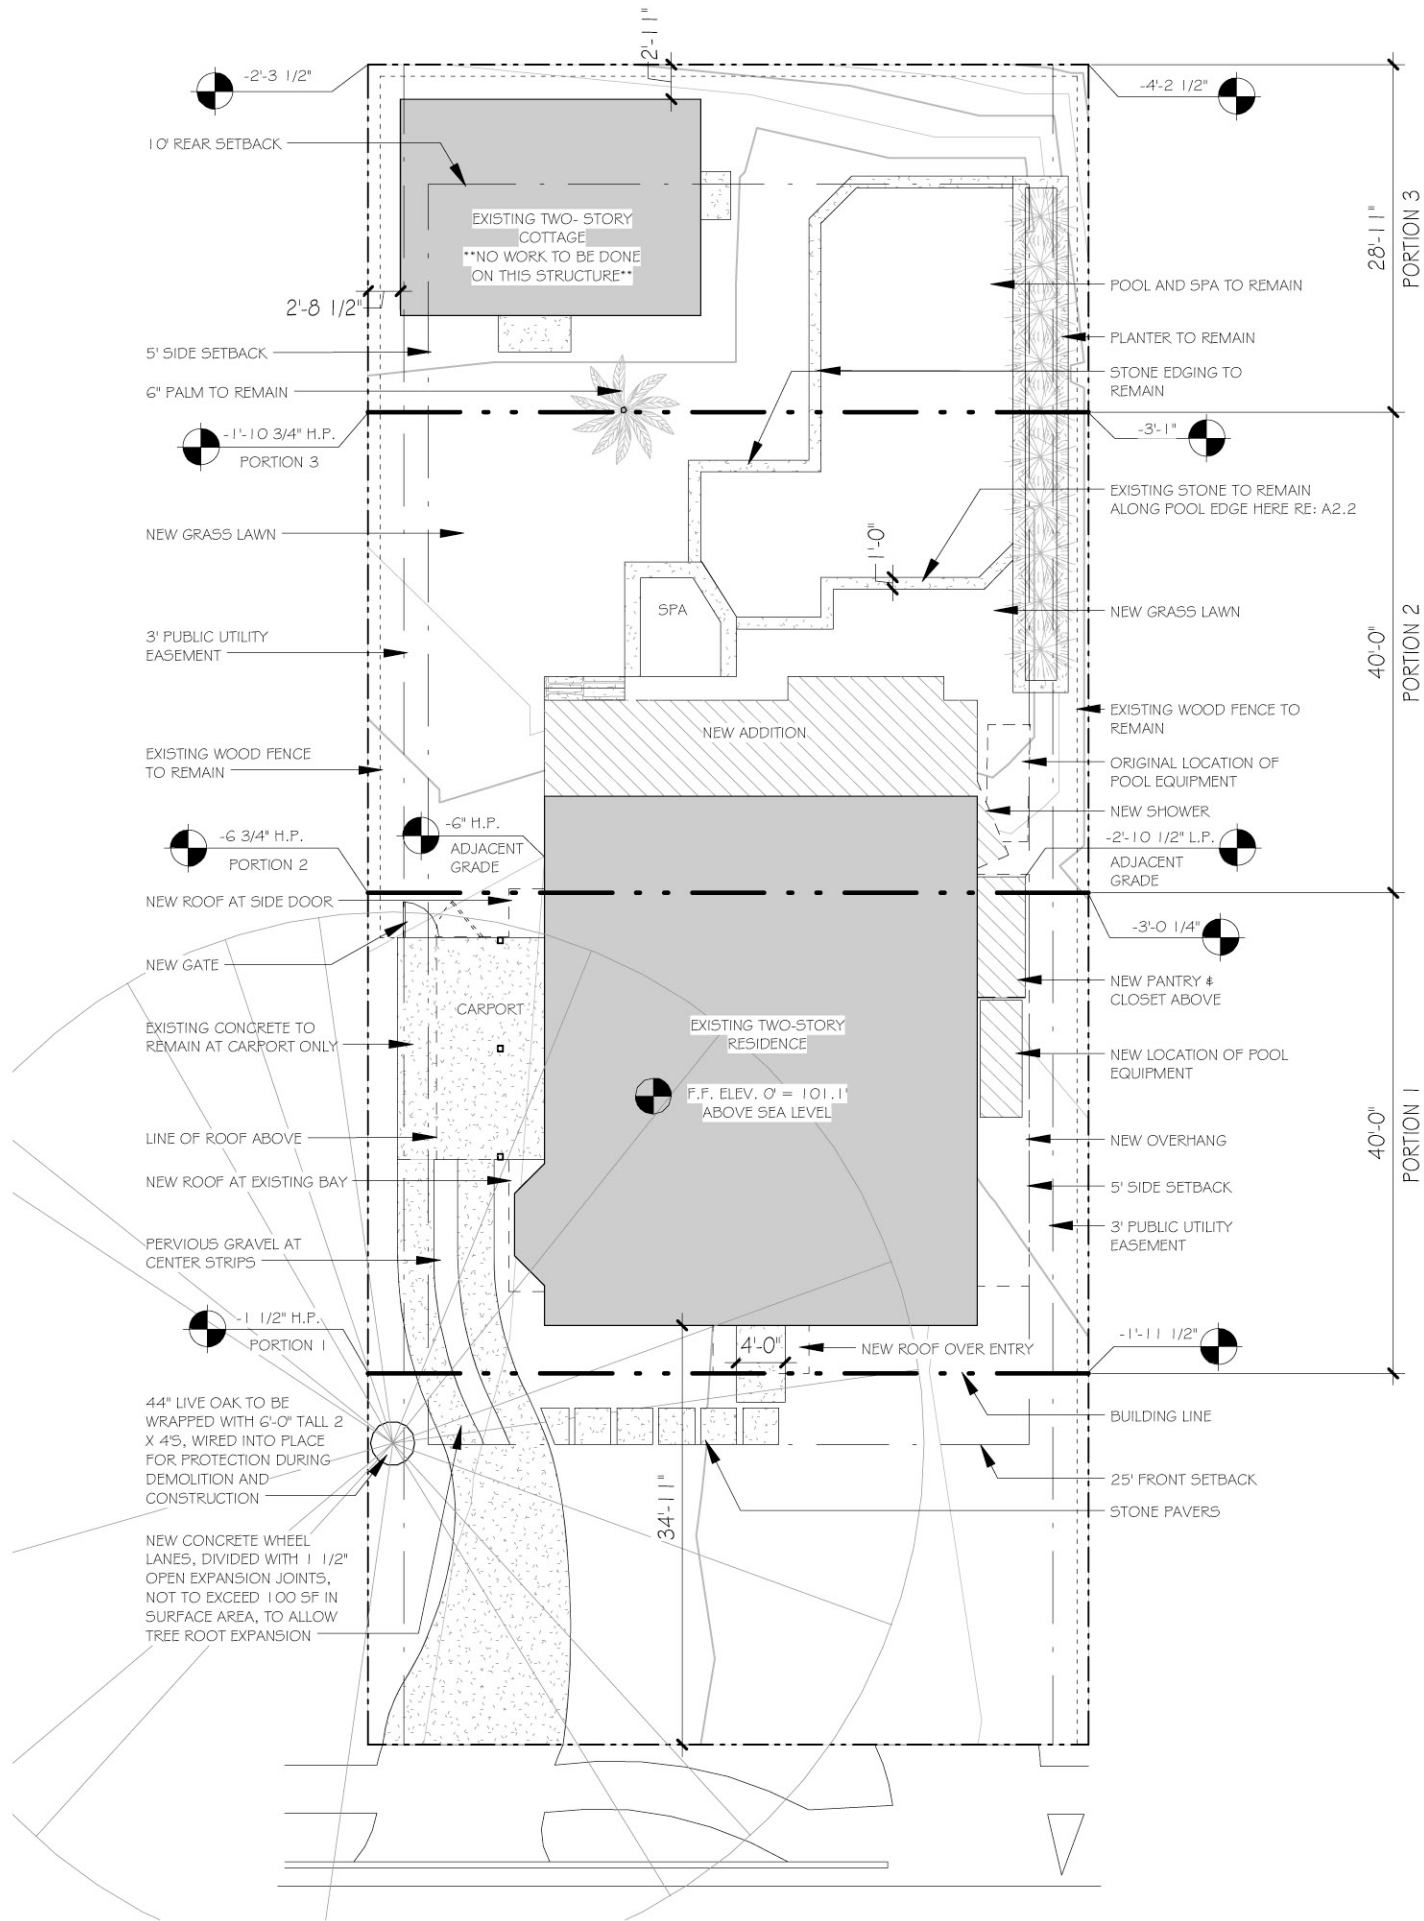 2'-11"
-2'-3 1/2"
-4'-2 1/2"
10' REAR SETBACK
EXISTING TWO- STORY
COTTAGE
**NO WORK TO BE DONE
ON THIS STRUCTURE**
28'-11"
PORTION 3
2'-8 1/2"
POOL AND SPA TO REMAIN
PLANTER TO REMAIN
5' SIDE SETBACK
STONE EDGING TO
REMAIN
6" PALM TO REMAIN
-1'-10 3/4" H.P.
PORTION 3
-3'-1"
EXISTING STONE TO REMAIN
ALONG POOL EDGE HERE RE: A2.2
NEW GRASS LAWN
1'-0"
SPA
NEW GRASS LAWN
3' PUBLIC UTILITY
EASEMENT
40'-0"
PORTION 2
EXISTING WOOD FENCE TO
REMAIN
NEW ADDITION
EXISTING WOOD FENCE
TO REMAIN
ORIGINAL LOCATION OF
POOL EQUIPMENT
NEW SHOWER
-6 3/4" H.P.
PORTION 2
-6" H.P.
ADJACENT
GRADE
-2'-10 1/2" L.P.
ADJACENT
GRADE
NEW ROOF AT SIDE DOOR
-3'-0 1/4"
NEW GATE
NEW PANTRY &
CLOSET ABOVE
CARPORT
EXISTING CONCRETE TO
REMAIN AT CARPORT ONLY
EXISTING TWO-STORY
RESIDENCE
NEW LOCATION OF POOL
EQUIPMENT
F.F. ELEV. 0' = 101.1'
ABOVE SEA LEVEL
LINE OF ROOF ABOVE
NEW OVERHANG
40'-0"
PORTION 1
NEW ROOF AT EXISTING BAY
5' SIDE SETBACK
3' PUBLIC UTILITY
EASEMENT
PERVIOUS GRAVEL AT
CENTER STRIPS
-1 1/2" H.P.
PORTION 1
4'-0"
NEW ROOF OVER ENTRY
-1'-11 1/2"
44" LIVE OAK TO BE
WRAPPED WITH 6'-0" TALL 2
X 4'S, WIRED INTO PLACE
FOR PROTECTION DURING
DEMOLITION AND
CONSTRUCTION
BUILDING LINE
25' FRONT SETBACK
STONE PAVERS
34'-11"
NEW CONCRETE WHEEL
LANES, DIVIDED WITH 1 1/2"
OPEN EXPANSION JOINTS,
NOT TO EXCEED 100 SF IN
SURFACE AREA, TO ALLOW
TREE ROOT EXPANSION